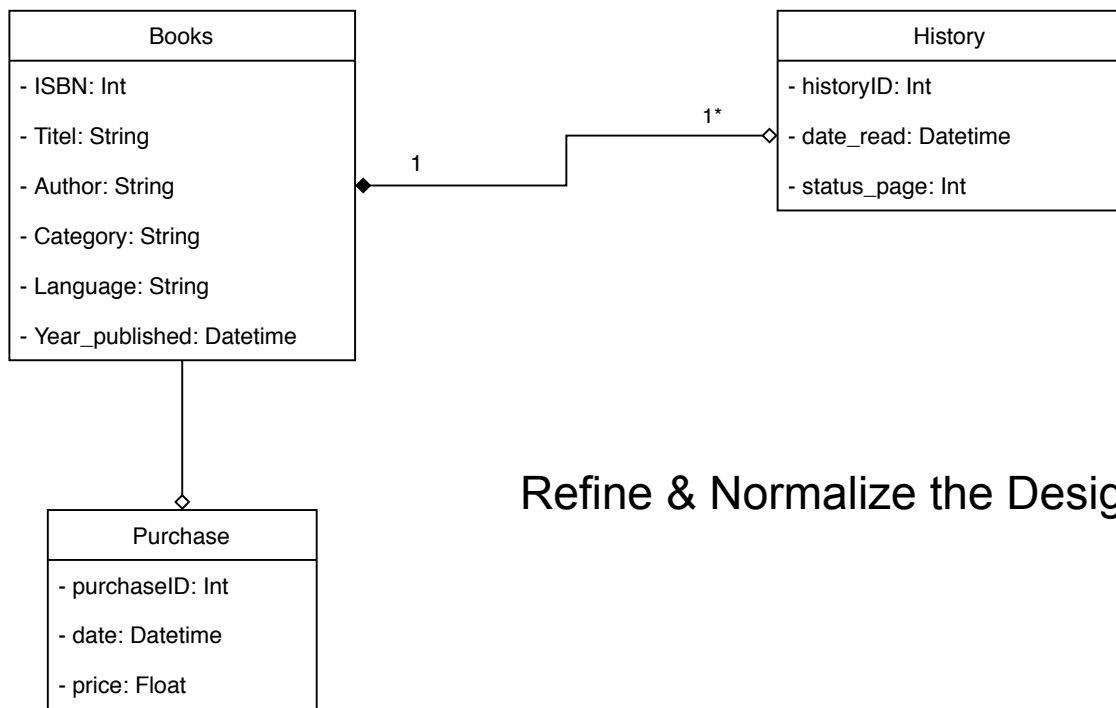 Books
- ISBN: Int
- Titel: String
- Author: String
- Category: String
- Language: String
- Year_published: Datetime
1
1*
History
- historyID: Int
- date_read: Datetime
- status_page: Int
Refine & Normalize the Desig
Purchase
- purchaseID: Int
- date: Datetime
- price: Float